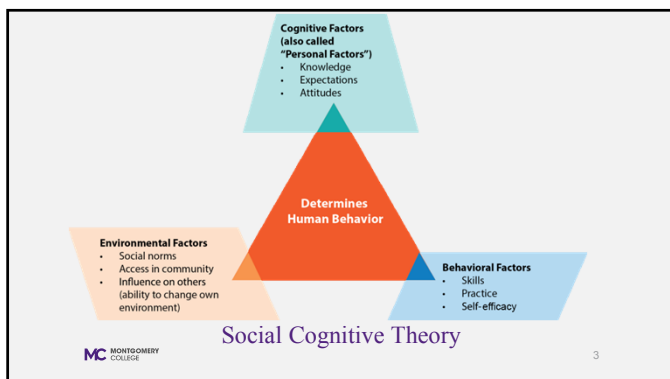 Cognitive Factors
(also called
“Personal Factors”)
• Knowledge
• Expectations
• Attitudes
Determines
Human Behavior
Environmental Factors
• Social norms
• Access in community
• Influence on others
(ability to change own
environment)
Behavioral Factors
• Skills
• Practice
• Self-efficacy
Social Cognitive Theory
MC MONTGOMERY
COLLEGE
3